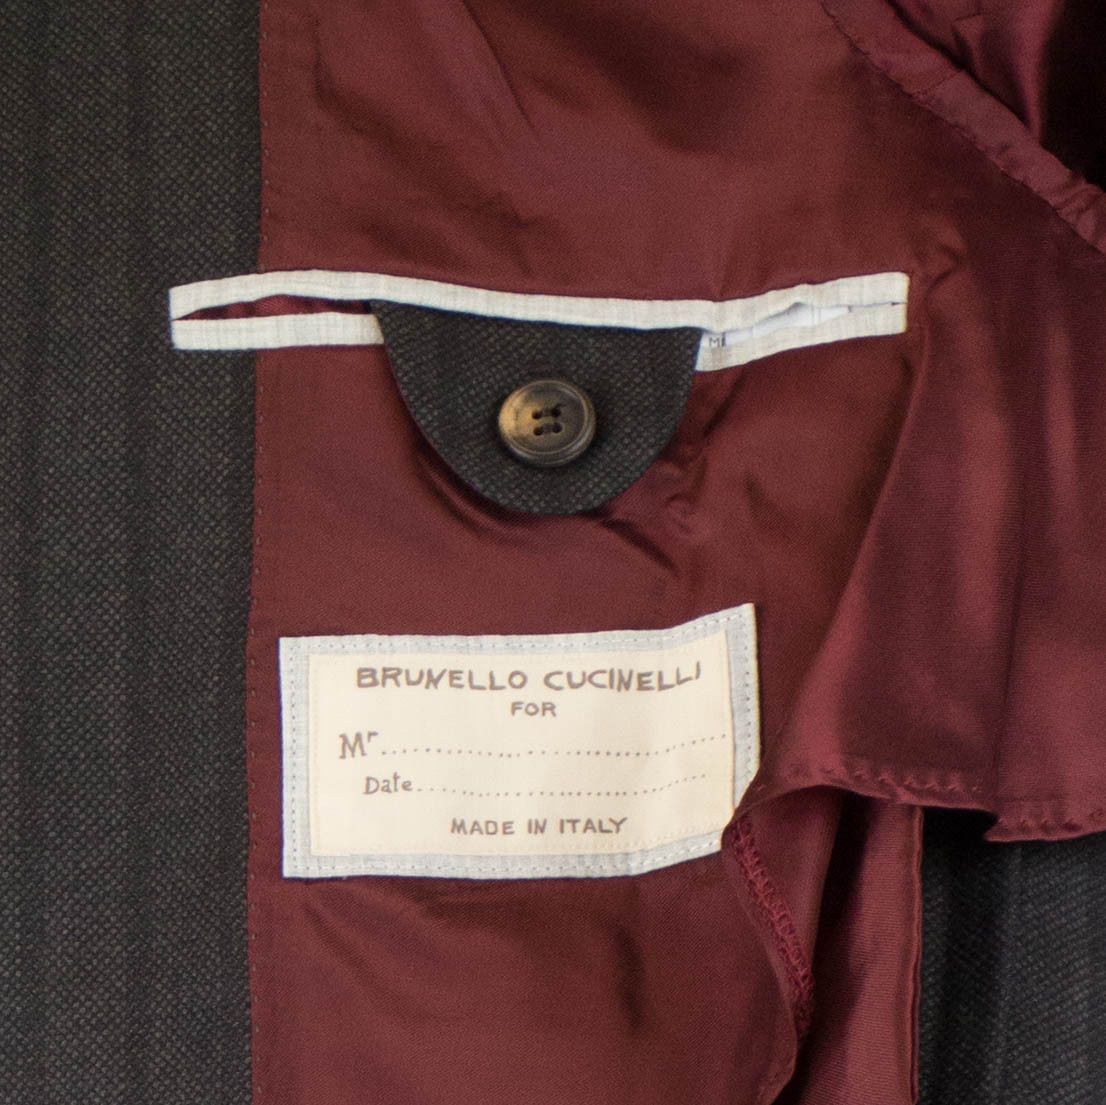 BRUNELLO CUCINELLI
FOR
Mr....................................
Date..............................
MADE IN ITALY